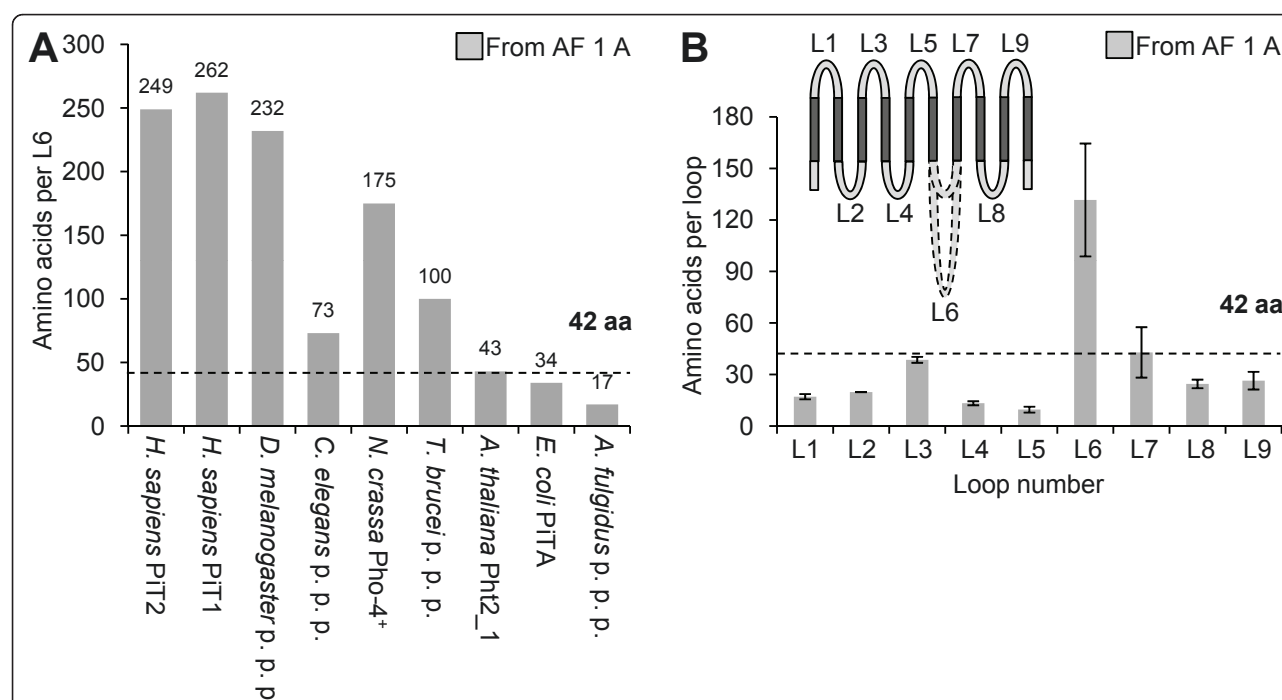 A
From AF 1 A
Amino acids per L6
300
250
200
150
100
50
0
249
262
232
73
175
100
43
34
17
42 aa
H. sapiens PiT2
H. sapiens PiT1
D. melanogaster p. p. p
C. elegans p. p. p.
N. crassa Pho-4+
T. brucei p. p. p.
A. thaliana Pht2_1
E. coli PiTA
A. fulgidus p. p. p.
B
From AF 1 A
L1 L3 L5 L7 L9
L2 L4 L8
L6
Amino acids per loop
180
150
120
90
60
30
0
42 aa
L1 L2 L3 L4 L5 L6 L7 L8 L9
Loop number